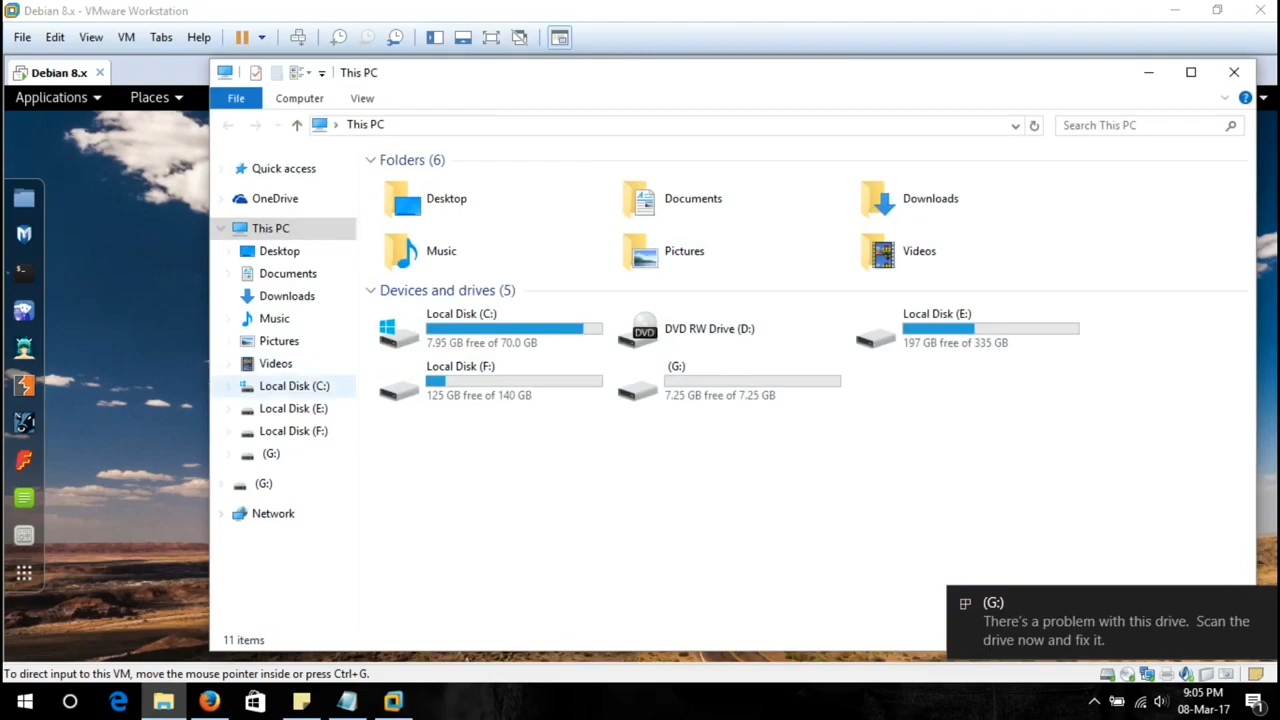 Debian 8.x - VMware Workstation
File Edit View VM Tabs Help
Debian 8.x
This PC
Applications Places
File Computer View
This PC
Search This PC
Quick access
OneDrive
This PC
Desktop
Documents
Downloads
Music
Pictures
Videos
Local Disk (C:)
Local Disk (E:)
Local Disk (F:)
(G:)
(G:)
Network
Folders (6)
Desktop
Documents
Downloads
Music
Pictures
Videos
Devices and drives (5)
Local Disk (C:)
7.95 GB free of 70.0 GB
DVD
DVD RW Drive (D:)
Local Disk (E:)
197 GB free of 335 GB
Local Disk (F:)
125 GB free of 140 GB
(G:)
7.25 GB free of 7.25 GB
(G:)
There's a problem with this drive. Scan the
drive now and fix it.
11 items
To direct input to this VM, move the mouse pointer inside or press Ctrl+G.
9:05 PM
08-Mar-17
1